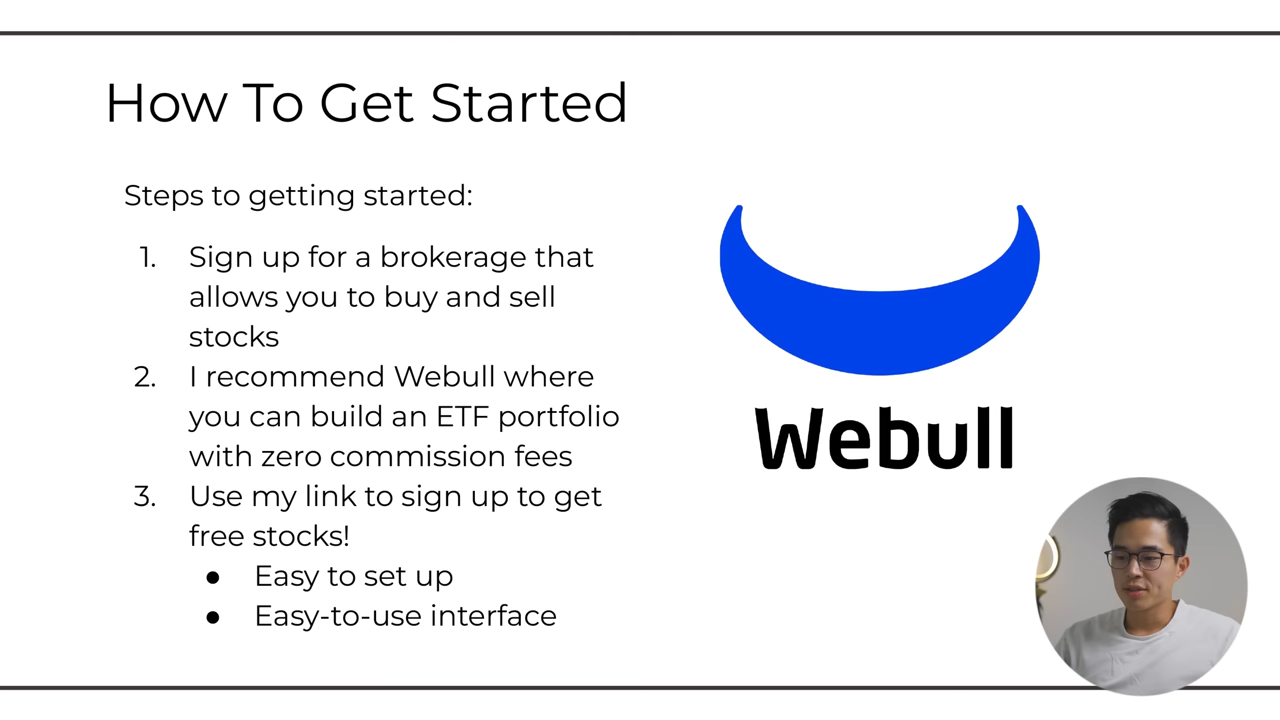 How To Get Started
Steps to getting started:
1. Sign up for a brokerage that
allows you to buy and sell
stocks
2. I recommend Webull where
you can build an ETF portfolio
with zero commission fees
3. Use my link to sign up to get
free stocks!
● Easy to set up
● Easy-to-use interface
Webull